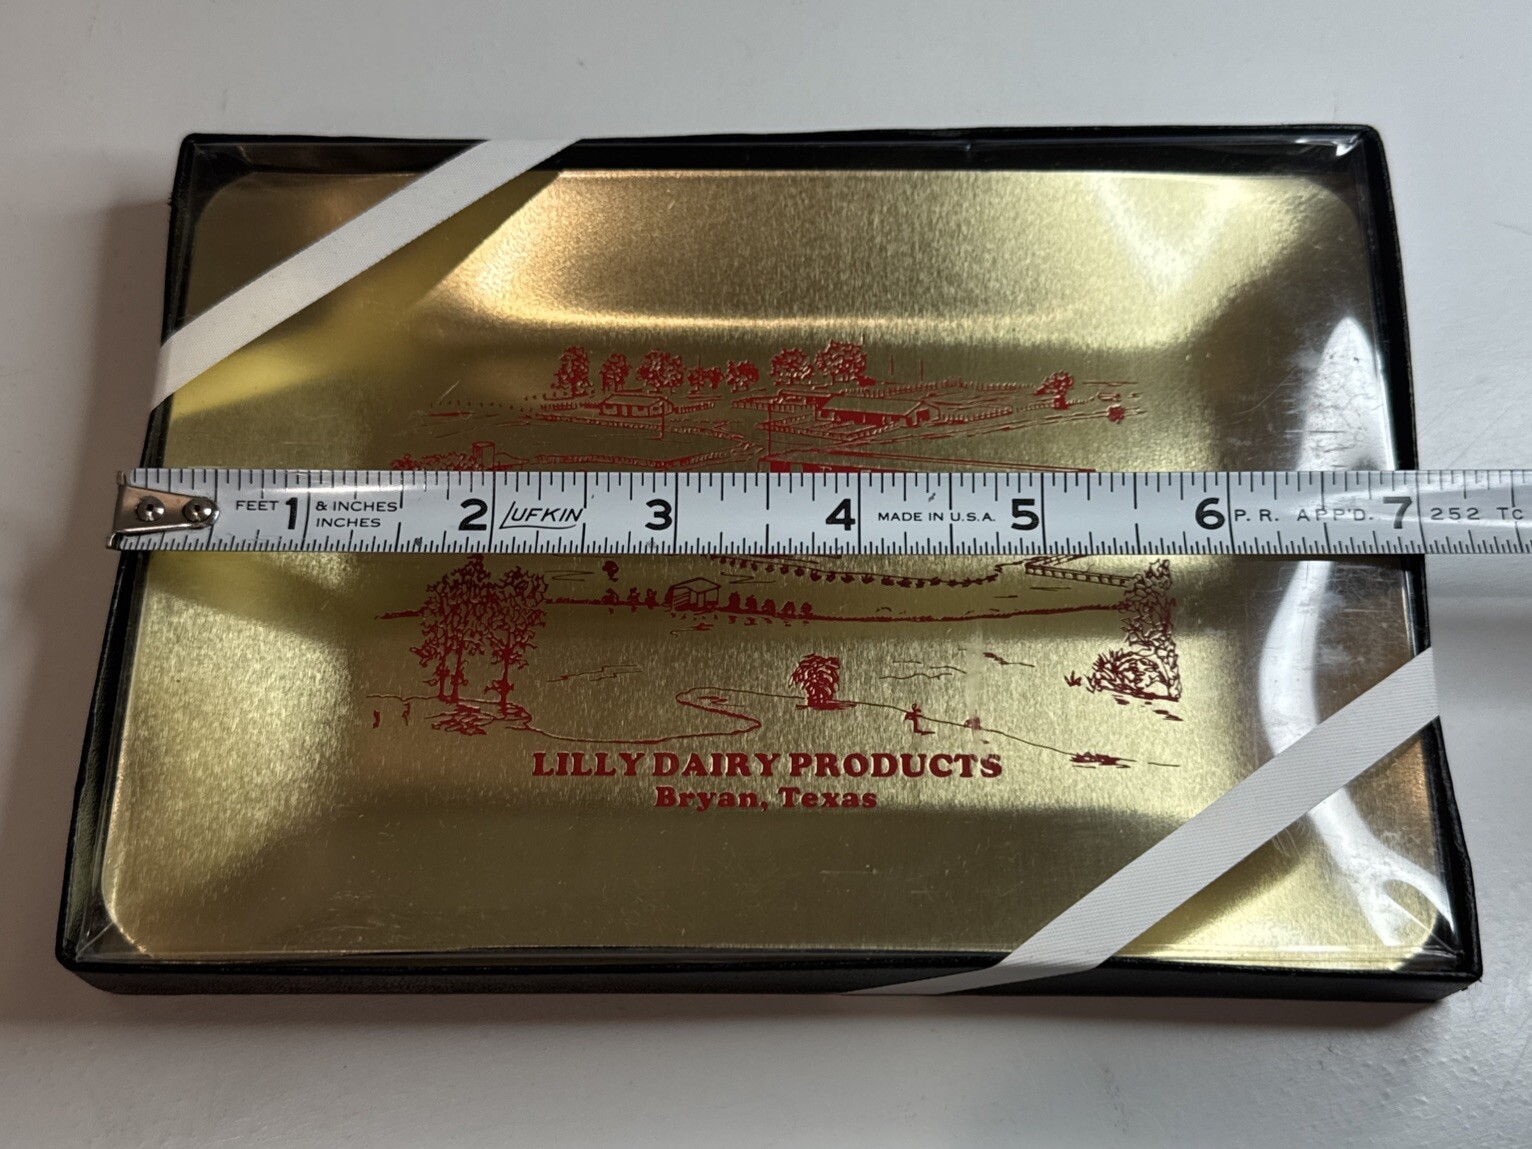 FEET 1 & INCHES 2 LUFKIN 3 4 MADE IN U.S.A. 5 6 P. R. APP'D. 7 252 TC
INCHES
LILLY DAIRY PRODUCTS
Bryan, Texas